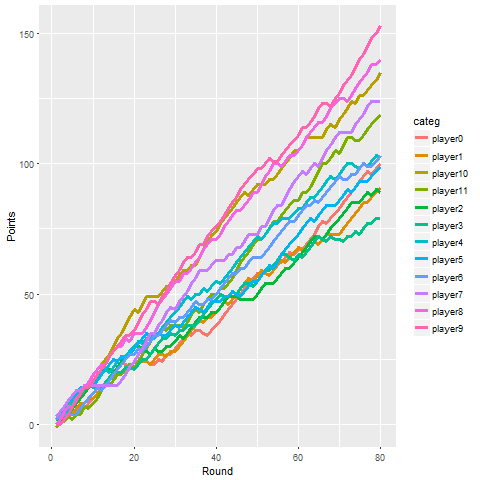 150
100
50
0
Points
0
20
40
60
80
Round
categ
player0
player1
player10
player11
player2
player3
player4
player5
player6
player7
player8
player9